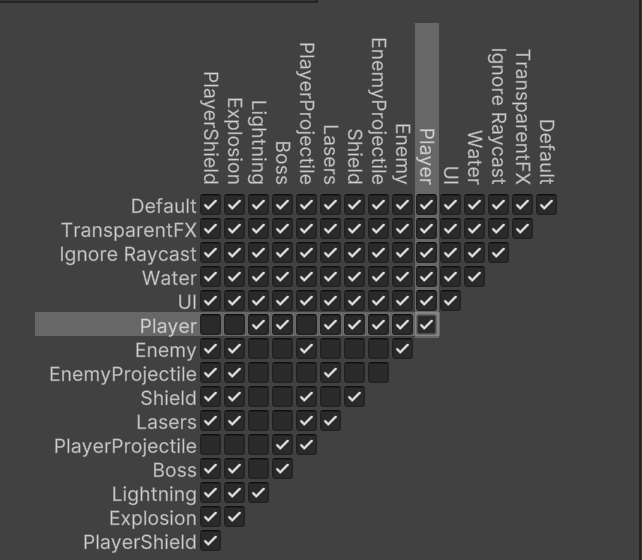 PlayerShield
Explosion
Lightning
Boss
PlayerProjectile
Lasers
Shield
EnemyProjectile
Enemy
Player
UI
Water
Ignore Raycast
TransparentFX
Default
Default
TransparentFX
Ignore Raycast
Water
UI
Player
Enemy
EnemyProjectile
Shield
Lasers
PlayerProjectile
Boss
Lightning
Explosion
PlayerShield